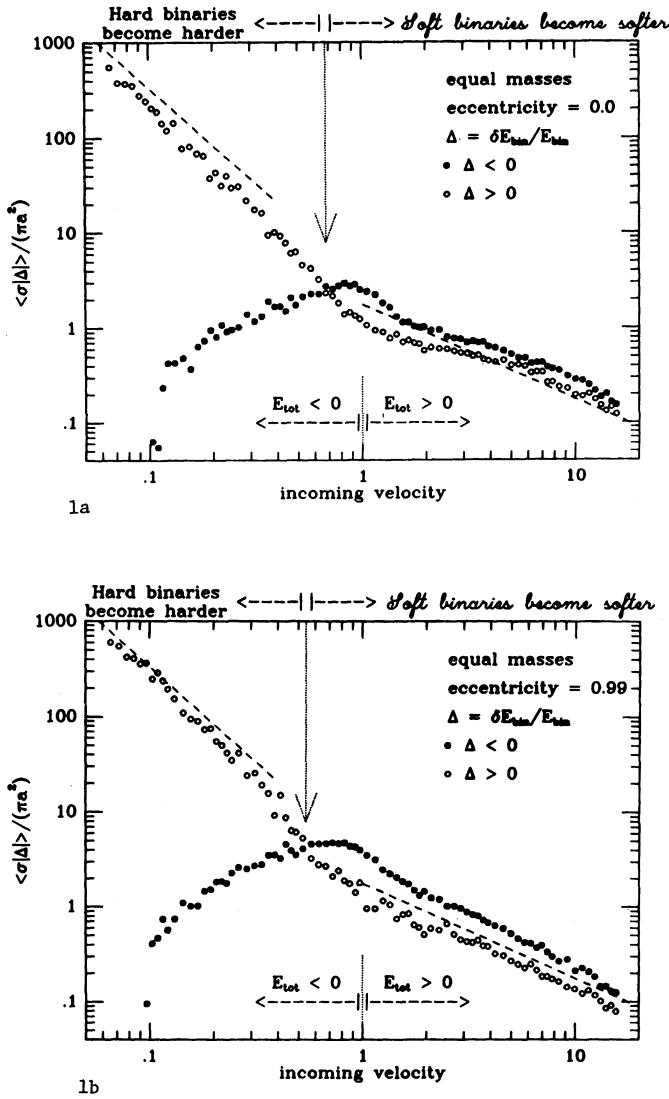 Hard binaries
become harder <----| |----> Soft binaries become softer
1000
100
10
1
.1
<σ|Δ|>/(πa²)
equal masses
eccentricity = 0.0
Δ = δE_bin/E_bin
● Δ < 0
○ Δ > 0
E_tot < 0 E_tot > 0
.1 1 10
incoming velocity
1a
Hard binaries
become harder <----| |----> Soft binaries become softer
1000
100
10
1
.1
<σ|Δ|>/(πa²)
equal masses
eccentricity = 0.99
Δ = δE_bin/E_bin
● Δ < 0
○ Δ > 0
E_tot < 0 E_tot > 0
.1 1 10
incoming velocity
1b